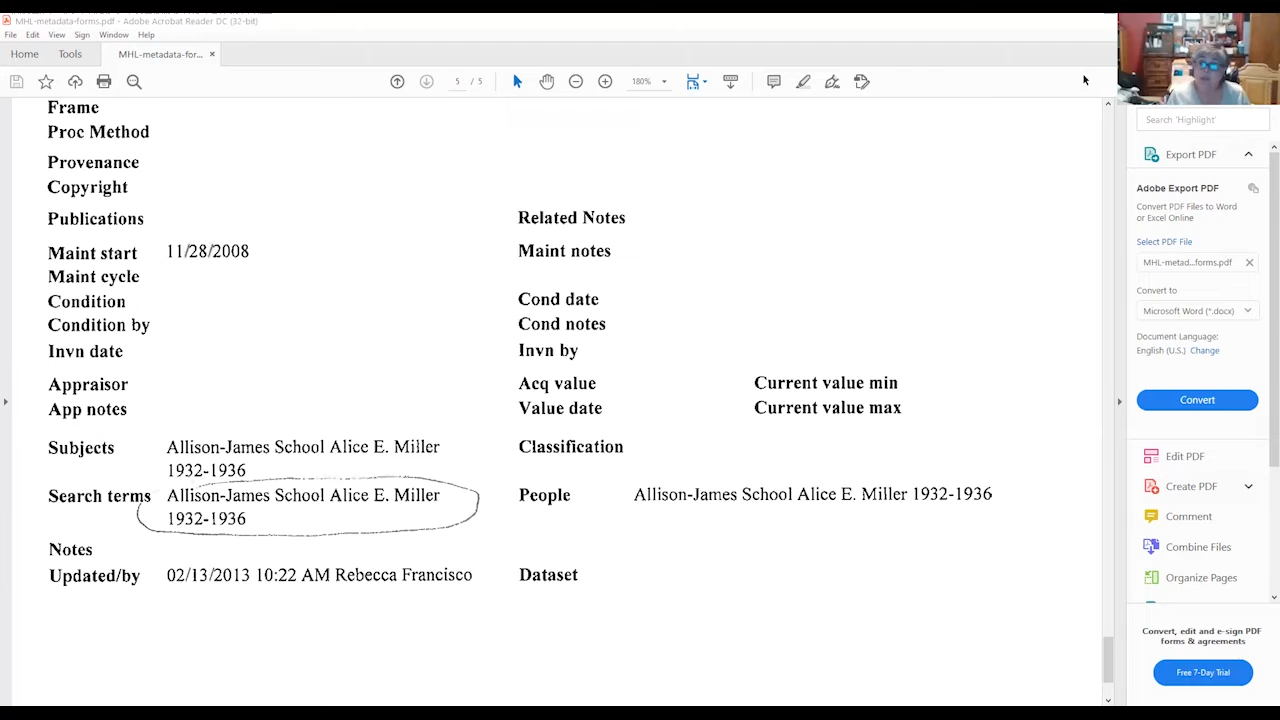 MHL-metadata-forms.pdf - Adobe Acrobat Reader DC (32-bit)
File Edit View Sign Window Help
Home Tools MHL-metadata-for... ×
5 / 5 180%
Search 'Highlight'
Frame
Proc Method
Provenance
Copyright
Publications Related Notes
Maint start 11/28/2008 Maint notes
Maint cycle
Condition Cond date
Condition by Cond notes
Invn date Invn by
Appraisor Acq value Current value min
App notes Value date Current value max
Subjects Allison-James School Alice E. Miller Classification
1932-1936
Search terms Allison-James School Alice E. Miller People Allison-James School Alice E. Miller 1932-1936
1932-1936
Notes
Updated/by 02/13/2013 10:22 AM Rebecca Francisco Dataset
Export PDF
Adobe Export PDF
Convert PDF Files to Word
or Excel Online
Select PDF File
MHL-metad...forms.pdf
Convert to
Microsoft Word (*.docx)
Document Language:
English (U.S.) Change
Convert
Edit PDF
Create PDF
Comment
Combine Files
Organize Pages
Convert, edit and e-sign PDF
forms & agreements
Free 7-Day Trial